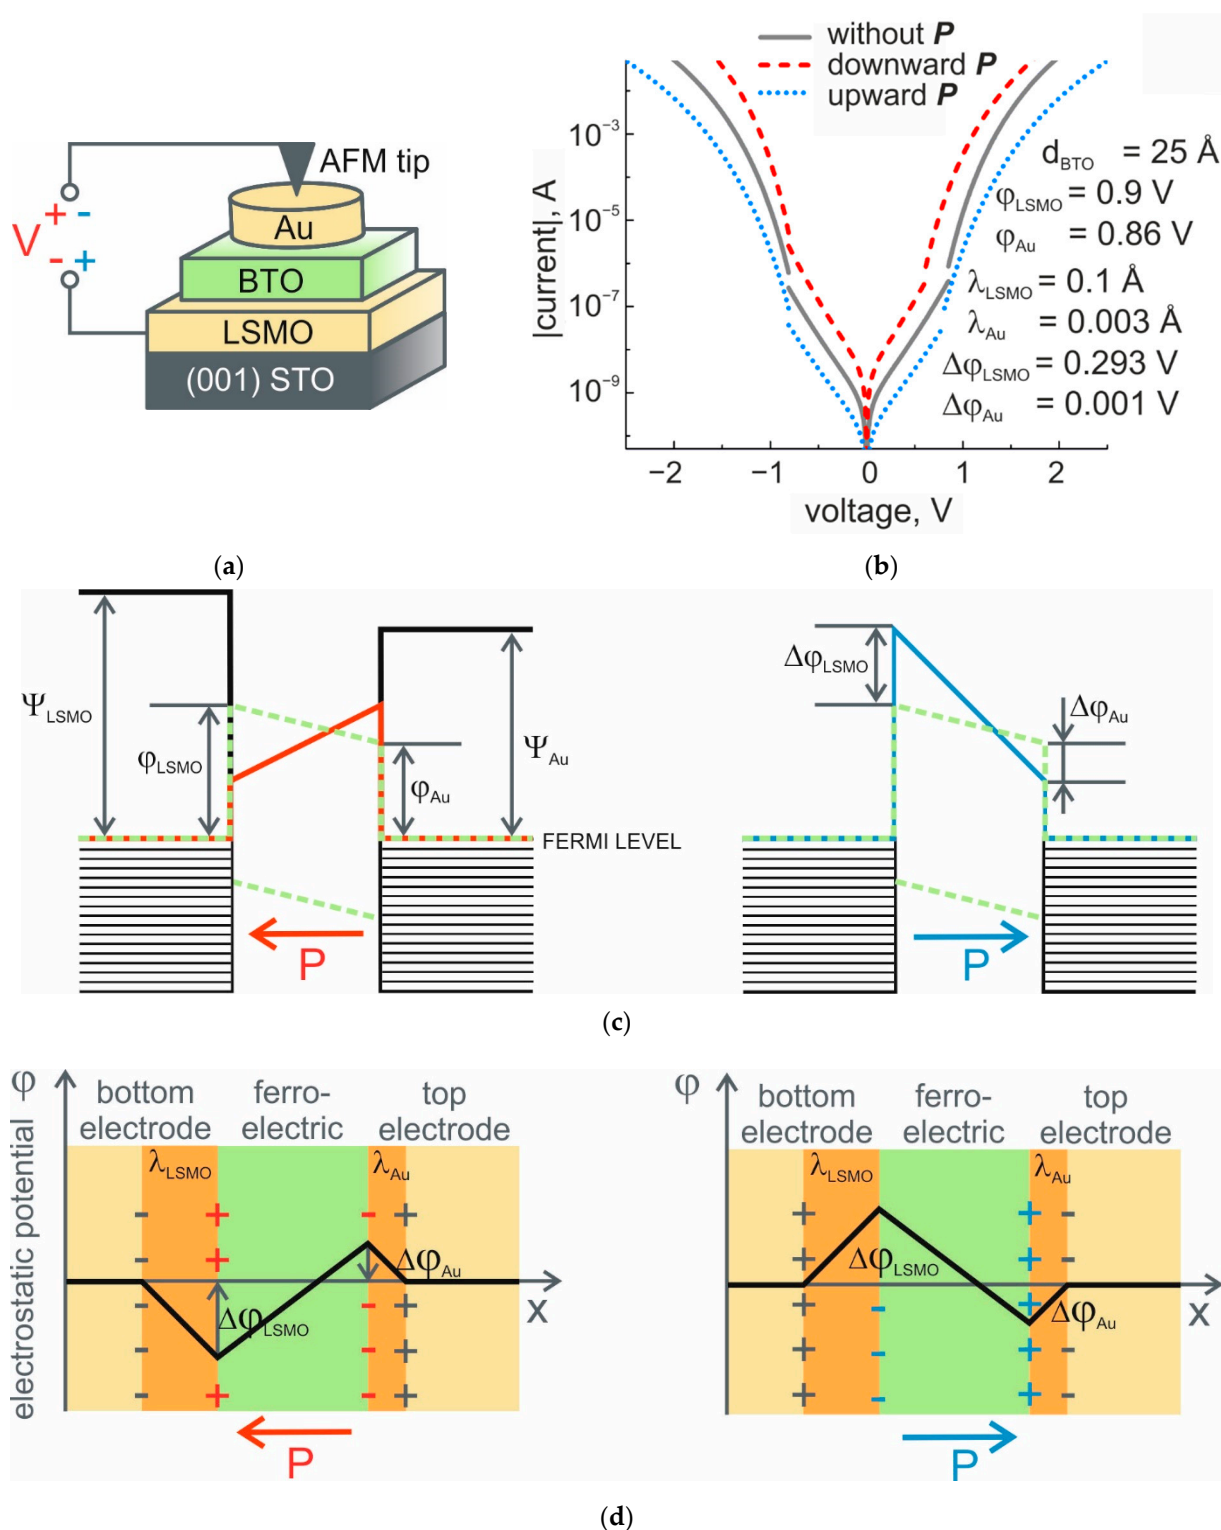 AFM tip
V
+ -
- +
Au
BTO
LSMO
(001) STO
(a)
without P
downward P
upward P
|current|, A
10⁻³
10⁻⁵
10⁻⁷
10⁻⁹
d_BTO = 25 Å
φ_LSMO = 0.9 V
φ_Au = 0.86 V
λ_LSMO = 0.1 Å
λ_Au = 0.003 Å
Δφ_LSMO = 0.293 V
Δφ_Au = 0.001 V
−2 −1 0 1 2
voltage, V
(b)
Ψ_LSMO
φ_LSMO
φ_Au
Ψ_Au
FERMI LEVEL
P
Δφ_LSMO
Δφ_Au
P
(c)
φ
electrostatic potential
bottom electrode
ferro-electric
top electrode
λ_LSMO
λ_Au
Δφ_Au
Δφ_LSMO
x
P
φ
bottom electrode
ferro-electric
top electrode
λ_LSMO
λ_Au
Δφ_LSMO
Δφ_Au
x
P
(d)